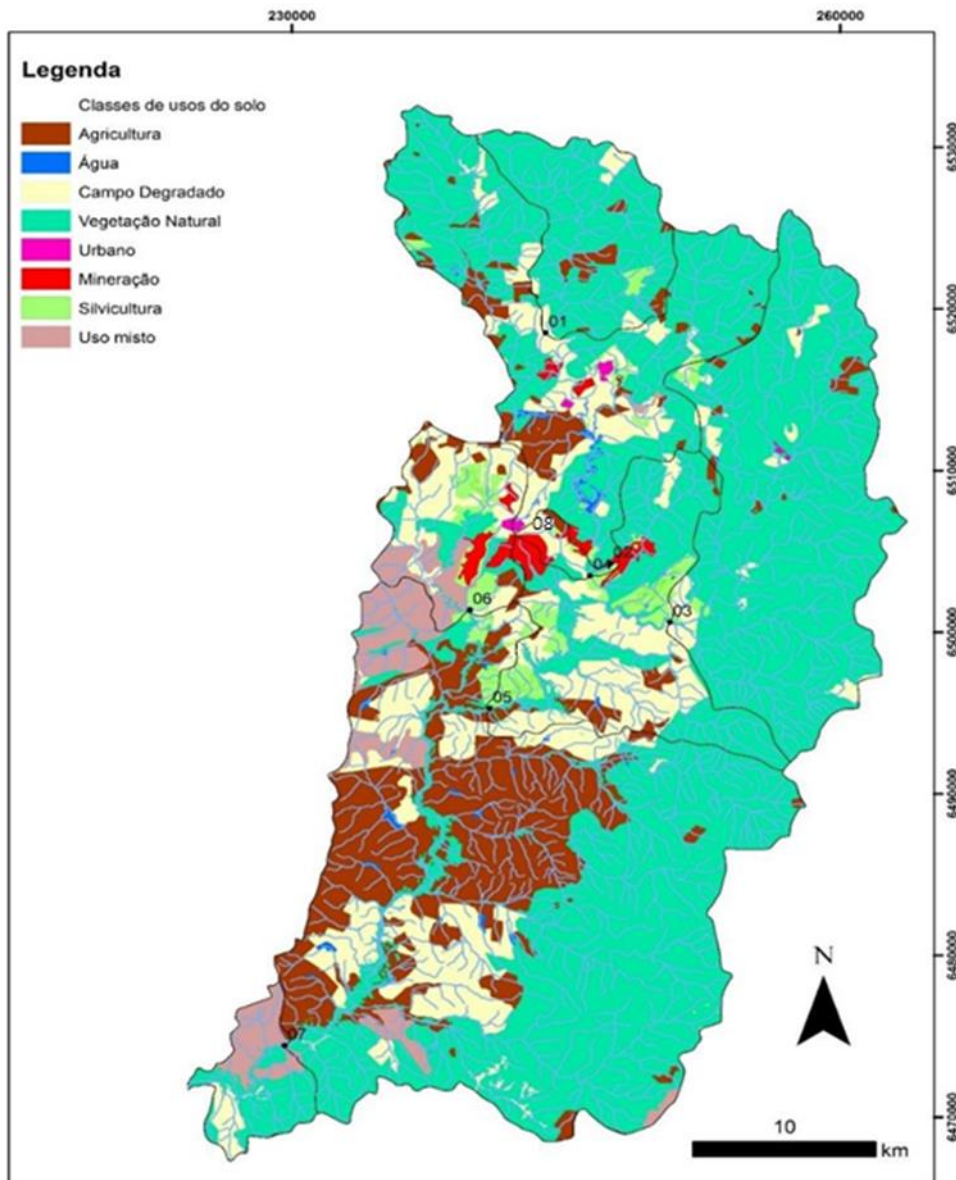 230000
260000
Legenda
Classes de usos do solo
Agricultura
Água
Campo Degradado
Vegetação Natural
Urbano
Mineração
Silvicultura
Uso misto
6530000
6520000
6510000
6500000
6490000
6480000
6470000
01
08
04
03
06
05
07
N
10
km